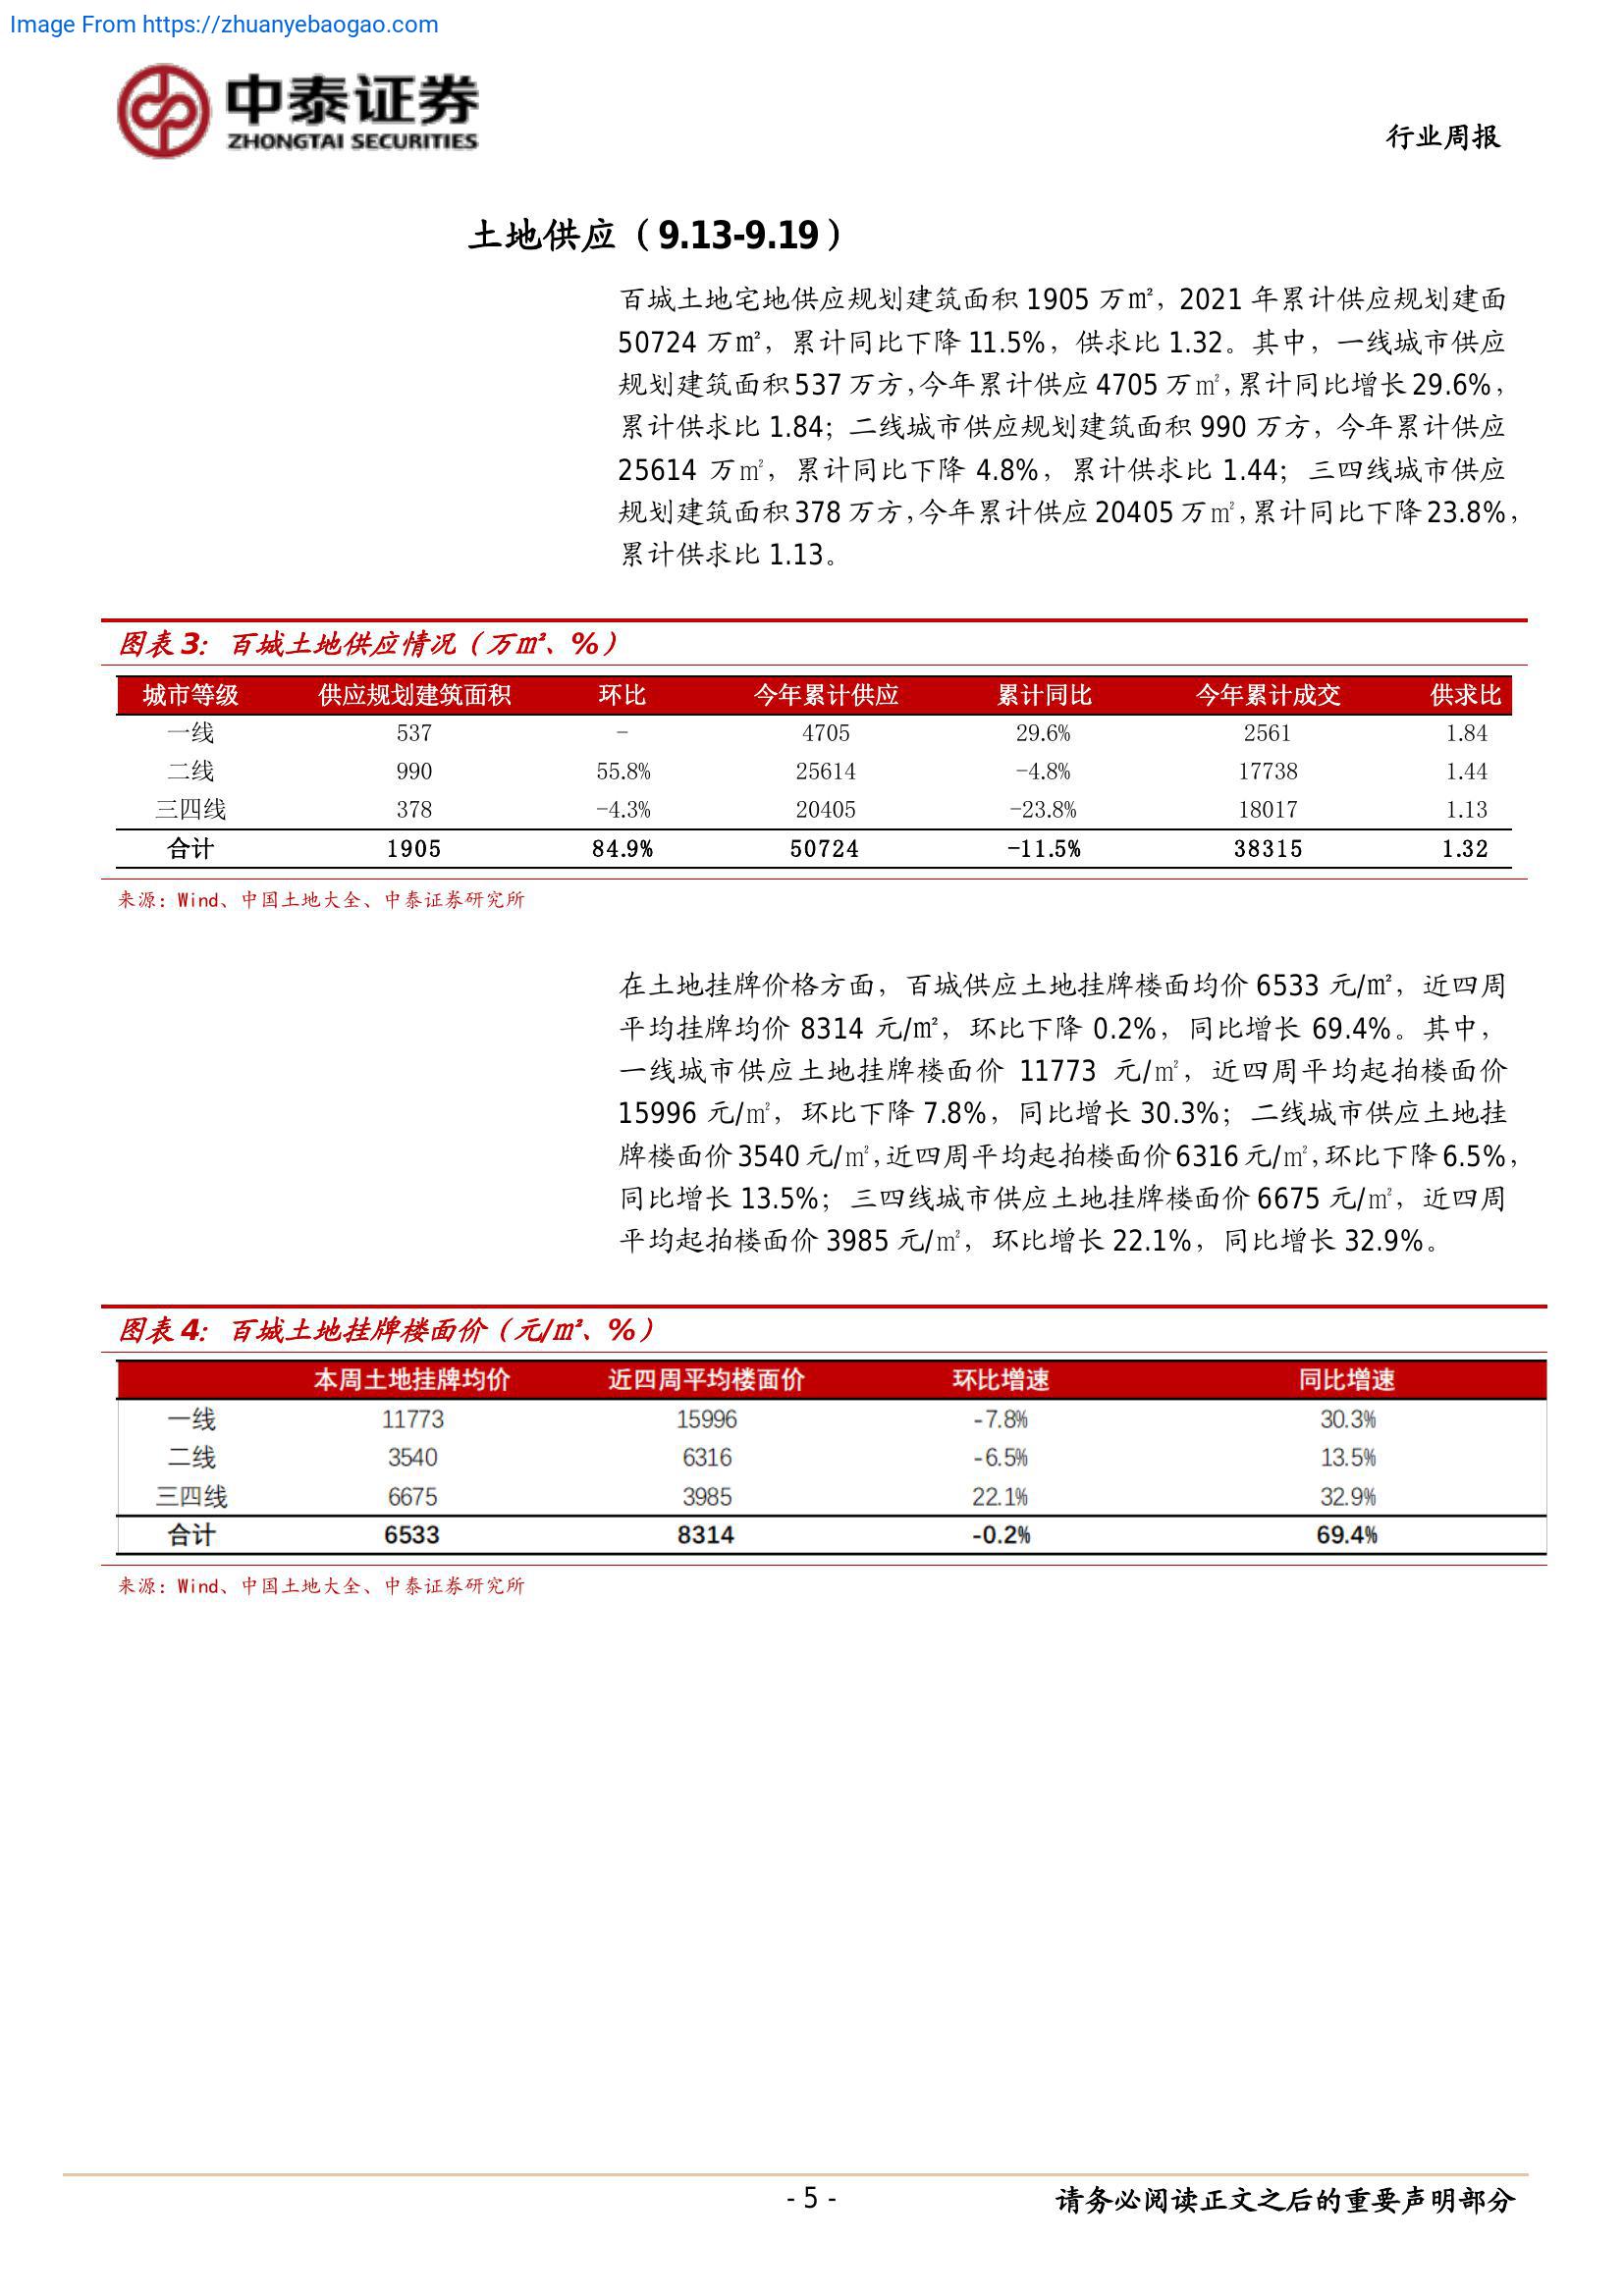 Image From https://zhuanyebaogao.com
中泰证券
ZHONGTAI SECURITIES
行业周报
土地供应（9.13-9.19）
百城土地宅地供应规划建筑面积 1905 万㎡，2021 年累计供应规划建面
50724 万㎡，累计同比下降 11.5%，供求比 1.32。其中，一线城市供应
规划建筑面积 537 万方，今年累计供应 4705 万㎡，累计同比增长 29.6%，
累计供求比 1.84；二线城市供应规划建筑面积 990 万方，今年累计供应
25614 万㎡，累计同比下降 4.8%，累计供求比 1.44；三四线城市供应
规划建筑面积 378 万方，今年累计供应 20405 万㎡，累计同比下降 23.8%，
累计供求比 1.13。
图表 3：百城土地供应情况（万㎡、%）
城市等级 供应规划建筑面积 环比 今年累计供应 累计同比 今年累计成交 供求比
一线 537 - 4705 29.6% 2561 1.84
二线 990 55.8% 25614 -4.8% 17738 1.44
三四线 378 -4.3% 20405 -23.8% 18017 1.13
合计 1905 84.9% 50724 -11.5% 38315 1.32
来源：Wind、中国土地大全、中泰证券研究所
在土地挂牌价格方面，百城供应土地挂牌楼面均价 6533 元/㎡，近四周
平均挂牌均价 8314 元/㎡，环比下降 0.2%，同比增长 69.4%。其中，
一线城市供应土地挂牌楼面价 11773 元/㎡，近四周平均起拍楼面价
15996 元/㎡，环比下降 7.8%，同比增长 30.3%；二线城市供应土地挂
牌楼面价 3540 元/㎡，近四周平均起拍楼面价 6316 元/㎡，环比下降 6.5%，
同比增长 13.5%；三四线城市供应土地挂牌楼面价 6675 元/㎡，近四周
平均起拍楼面价 3985 元/㎡，环比增长 22.1%，同比增长 32.9%。
图表 4：百城土地挂牌楼面价（元/㎡、%）
本周土地挂牌均价 近四周平均楼面价 环比增速 同比增速
一线 11773 15996 -7.8% 30.3%
二线 3540 6316 -6.5% 13.5%
三四线 6675 3985 22.1% 32.9%
合计 6533 8314 -0.2% 69.4%
来源：Wind、中国土地大全、中泰证券研究所
- 5 -
请务必阅读正文之后的重要声明部分